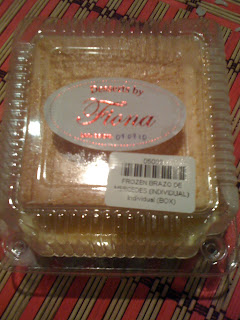 Desserts by
Fiona
FROZEN BRAZO DE
MERCEDES (INDIVIDUAL)
Individual (BOX)